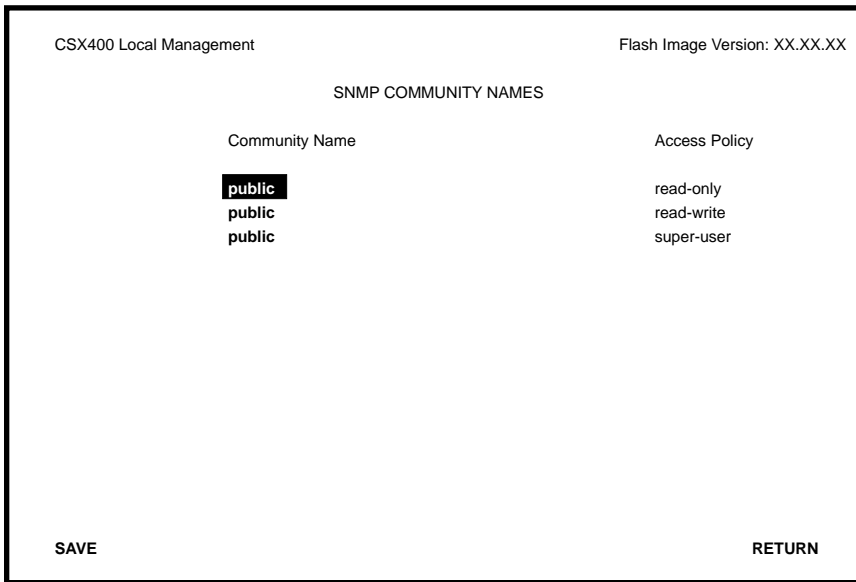 CSX400 Local Management Flash Image Version: XX.XX.XX
SNMP COMMUNITY NAMES
Community Name Access Policy
public read-only
public read-write
public super-user
SAVE RETURN